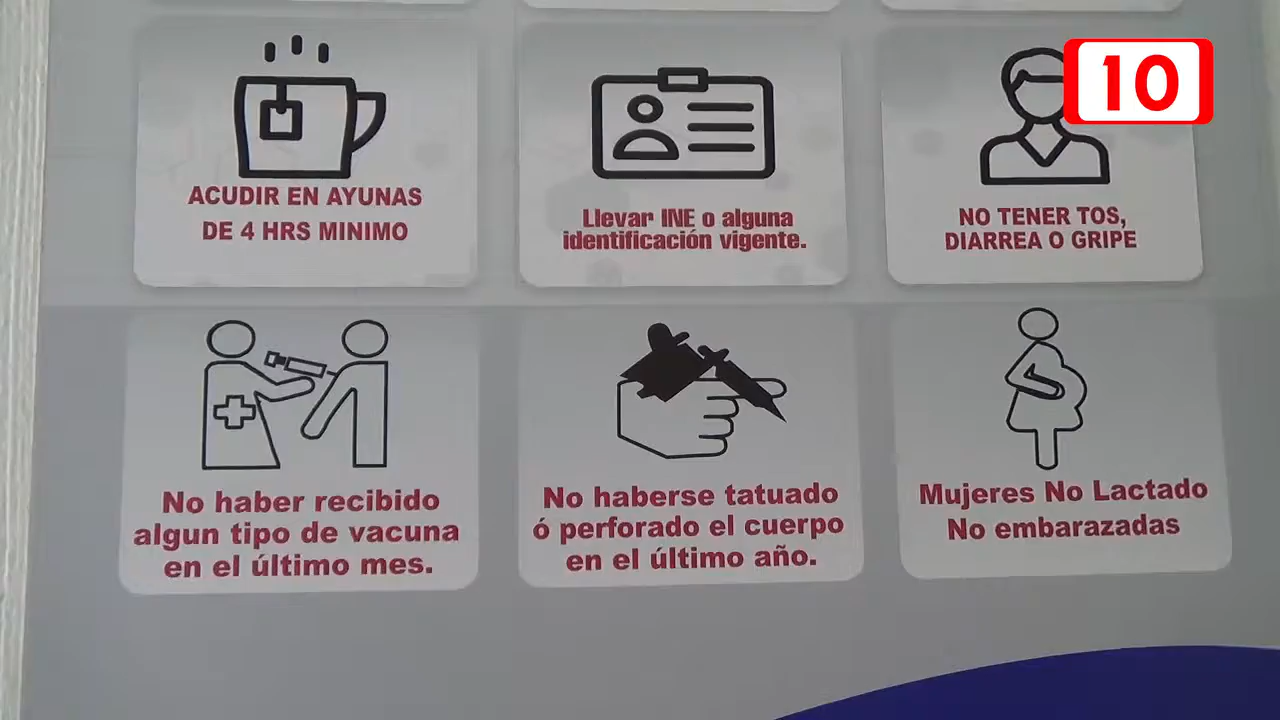 10
ACUDIR EN AYUNAS
DE 4 HRS MINIMO
Llevar INE o alguna
identificación vigente.
NO TENER TOS,
DIARREA O GRIPE
No haber recibido
algun tipo de vacuna
en el último mes.
No haberse tatuado
ó perforado el cuerpo
en el último año.
Mujeres No Lactado
No embarazadas